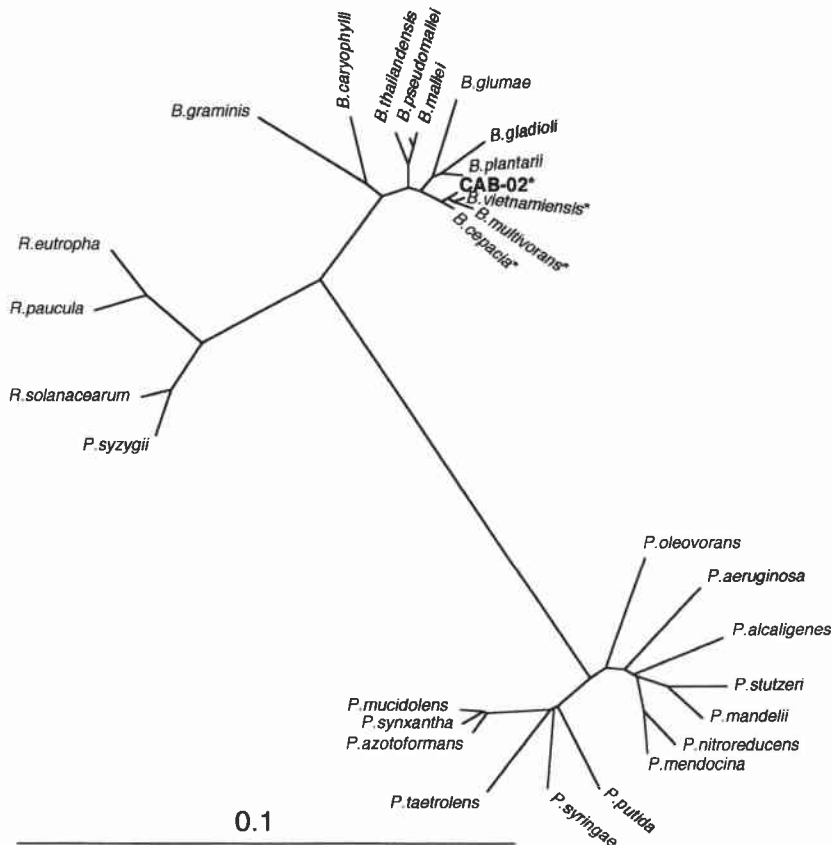 B.caryophylli
B.thailandensis
B.pseudomallei
B.mallei
B.glumae
B.graminis
B.gladioli
B.plantarii
CAB-02*
B.vietnamiensis*
B.multivorans*
B.cepacia*
R.eutropha
R.paucula
R.solanacearum
P.syzygii
P.oleovorans
P.aeruginosa
P.alcaligenes
P.stutzeri
P.mandelii
P.nitroreducens
P.mendocina
P.mucidolens
P.synxantha
P.azotoformans
P.taetrolens
P.syringae
P.putida
0.1